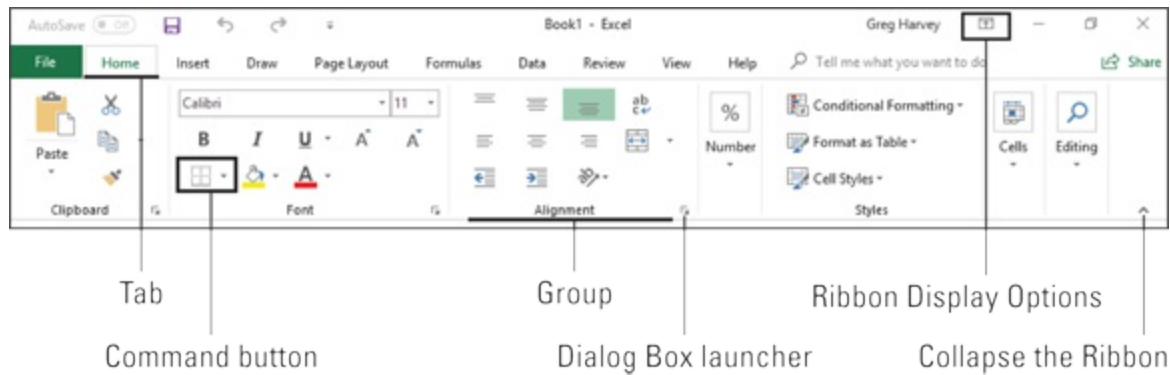 AutoSave Off Book1 - Excel Greg Harvey
File Home Insert Draw Page Layout Formulas Data Review View Help Tell me what you want to do Share
Calibri 11 ab % Conditional Formatting
B I U A A Format as Table
Paste Number Cells Editing
A Cell Styles
Clipboard Font Alignment Styles
Tab Group Ribbon Display Options
Command button Dialog Box launcher Collapse the Ribbon